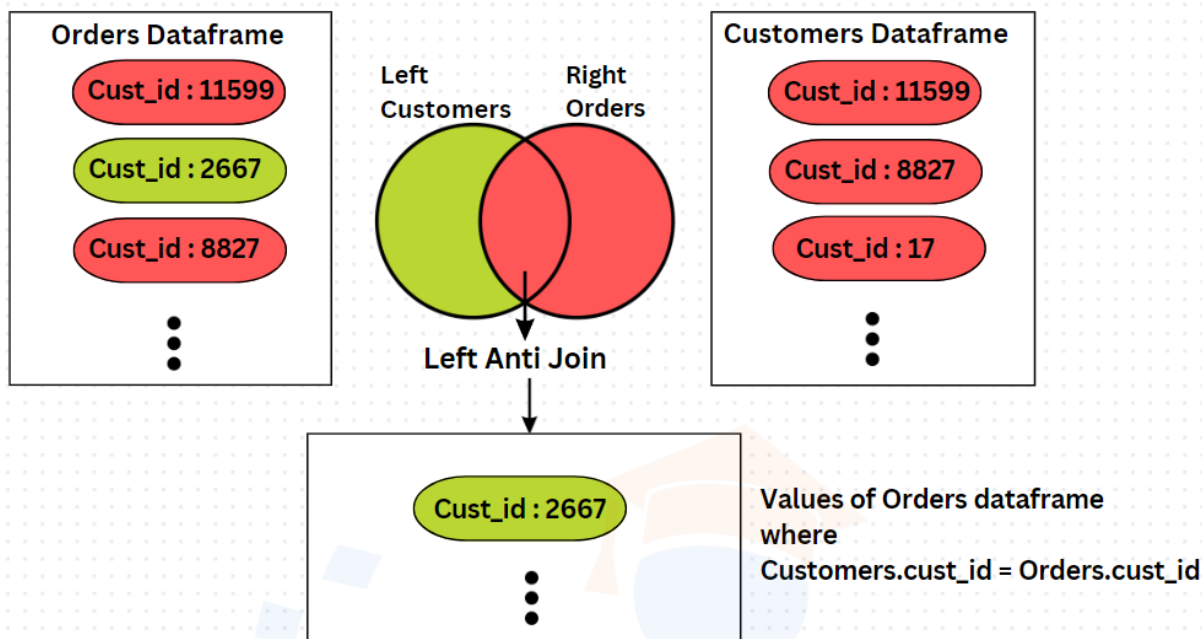 Orders Dataframe
Cust_id : 11599
Cust_id : 2667
Cust_id : 8827
Left
Customers
Right
Orders
Left Anti Join
Customers Dataframe
Cust_id : 11599
Cust_id : 8827
Cust_id : 17
Cust_id : 2667
Values of Orders dataframe
where
Customers.cust_id = Orders.cust_id